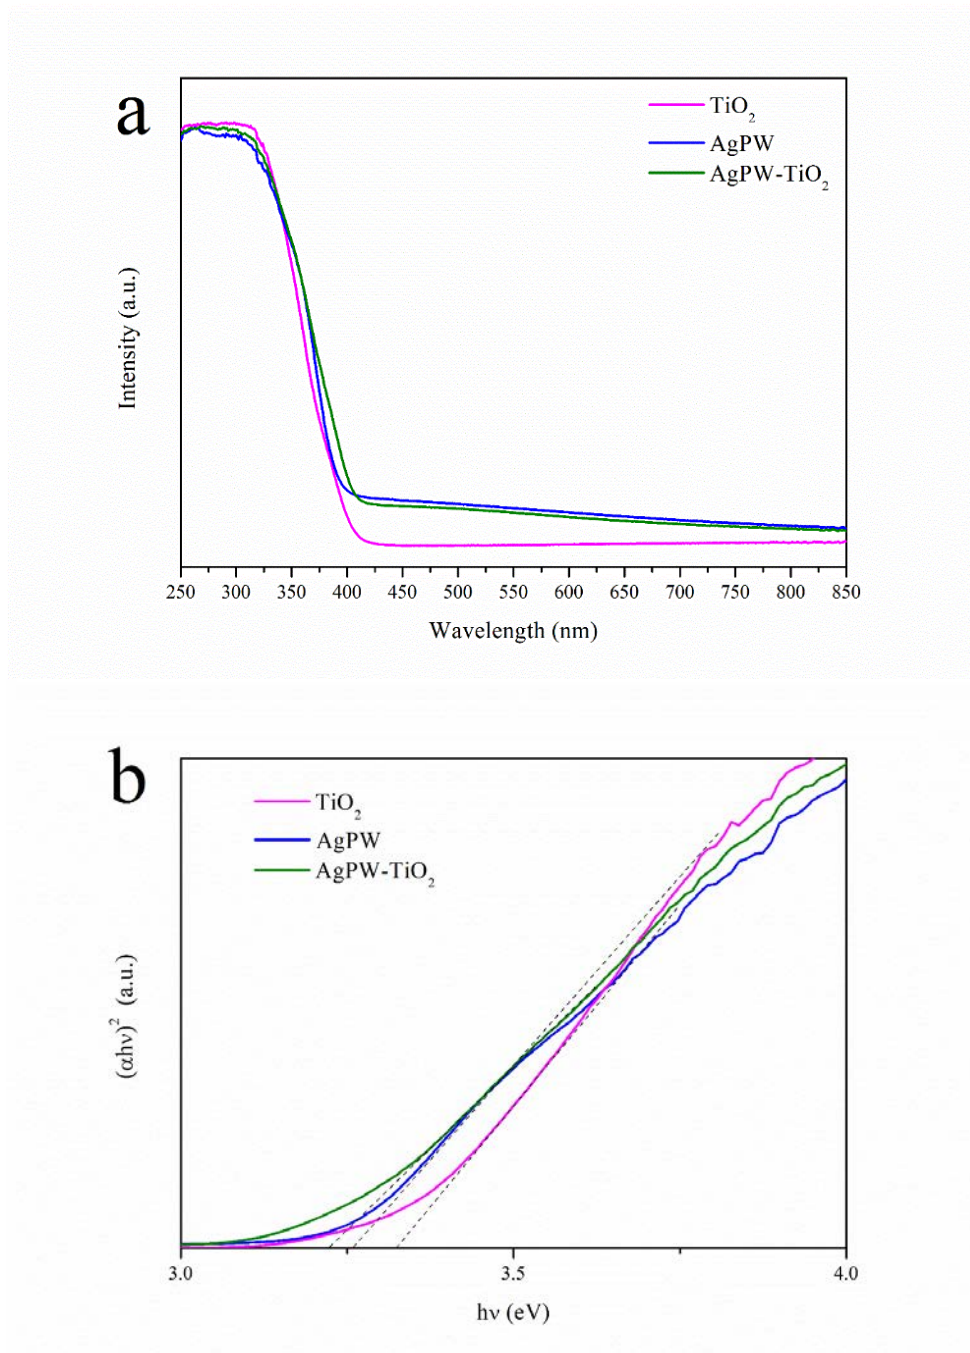 a
TiO₂
AgPW
AgPW-TiO₂
Intensity (a.u.)
250 300 350 400 450 500 550 600 650 700 750 800 850
Wavelength (nm)
b
TiO₂
AgPW
AgPW-TiO₂
(αhν)² (a.u.)
3.0 3.5 4.0
hν (eV)